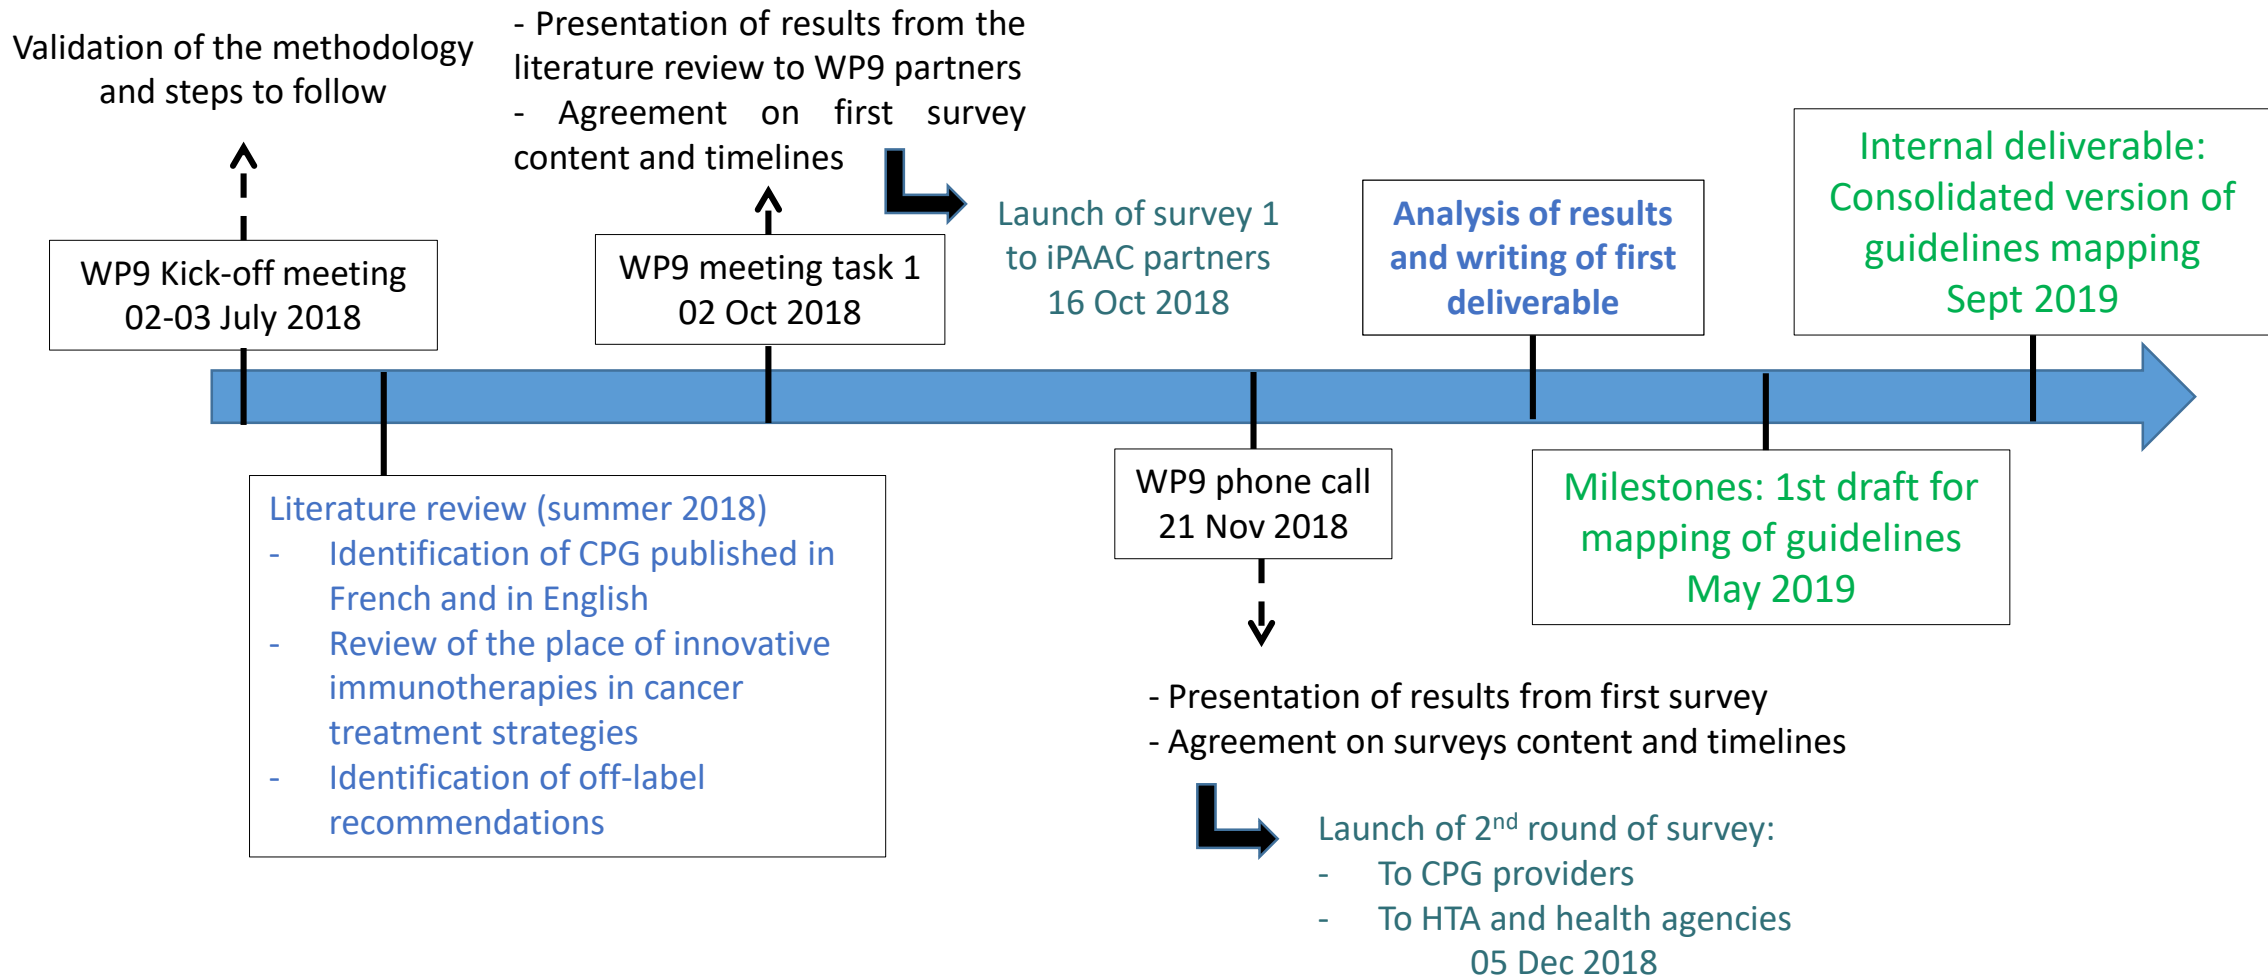 Validation of the methodology
and steps to follow
- Presentation of results from the
literature review to WP9 partners
- Agreement on first survey
content and timelines
WP9 Kick-off meeting
02-03 July 2018
WP9 meeting task 1
02 Oct 2018
Launch of survey 1
to iPAAC partners
16 Oct 2018
Analysis of results
and writing of first
deliverable
Internal deliverable:
Consolidated version of
guidelines mapping
Sept 2019
Literature review (summer 2018)
- Identification of CPG published in
French and in English
- Review of the place of innovative
immunotherapies in cancer
treatment strategies
- Identification of off-label
recommendations
WP9 phone call
21 Nov 2018
Milestones: 1st draft for
mapping of guidelines
May 2019
- Presentation of results from first survey
- Agreement on surveys content and timelines
Launch of 2nd round of survey:
- To CPG providers
- To HTA and health agencies
05 Dec 2018